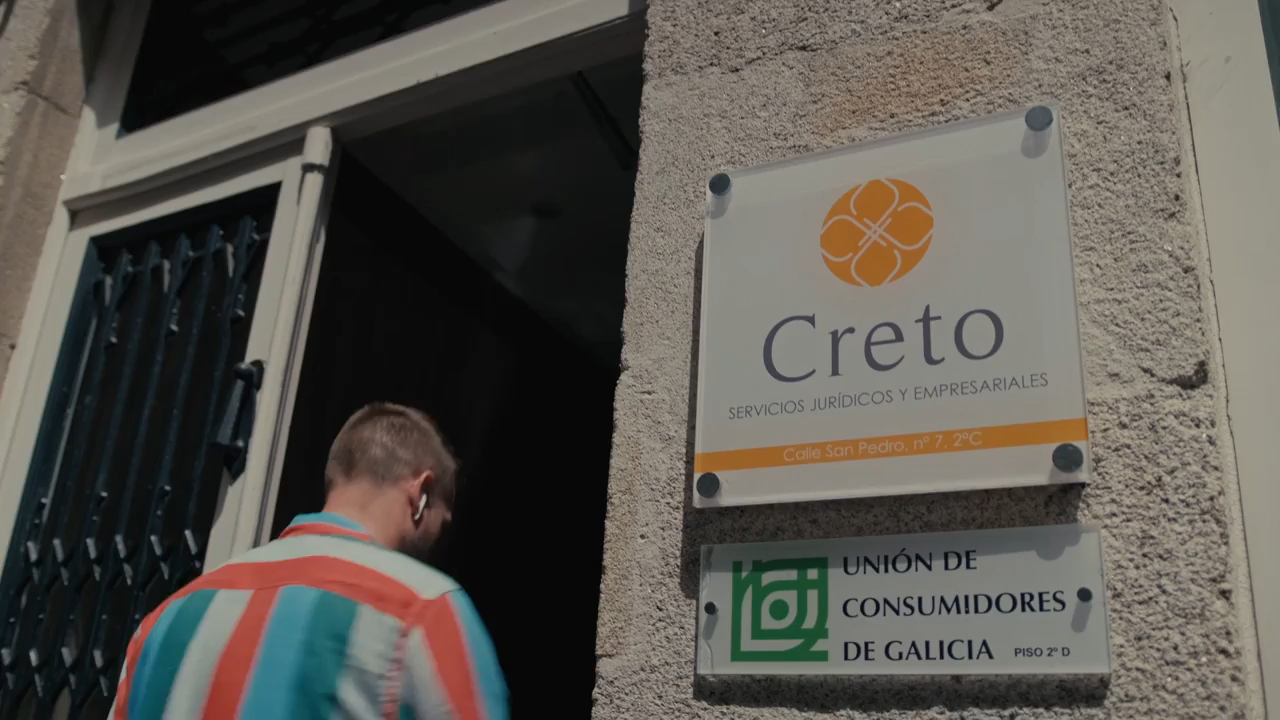 Creto
SERVICIOS JURÍDICOS Y EMPRESARIALES
Calle San Pedro, nº 7, 2ºC
UNIÓN DE
CONSUMIDORES
DE GALICIA PISO 2º D